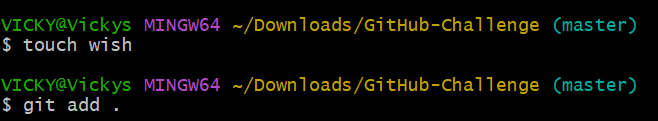 VICKY@Vickys MINGW64 ~/Downloads/GitHub-Challenge (master)
$ touch wish
VICKY@Vickys MINGW64 ~/Downloads/GitHub-Challenge (master)
$ git add .